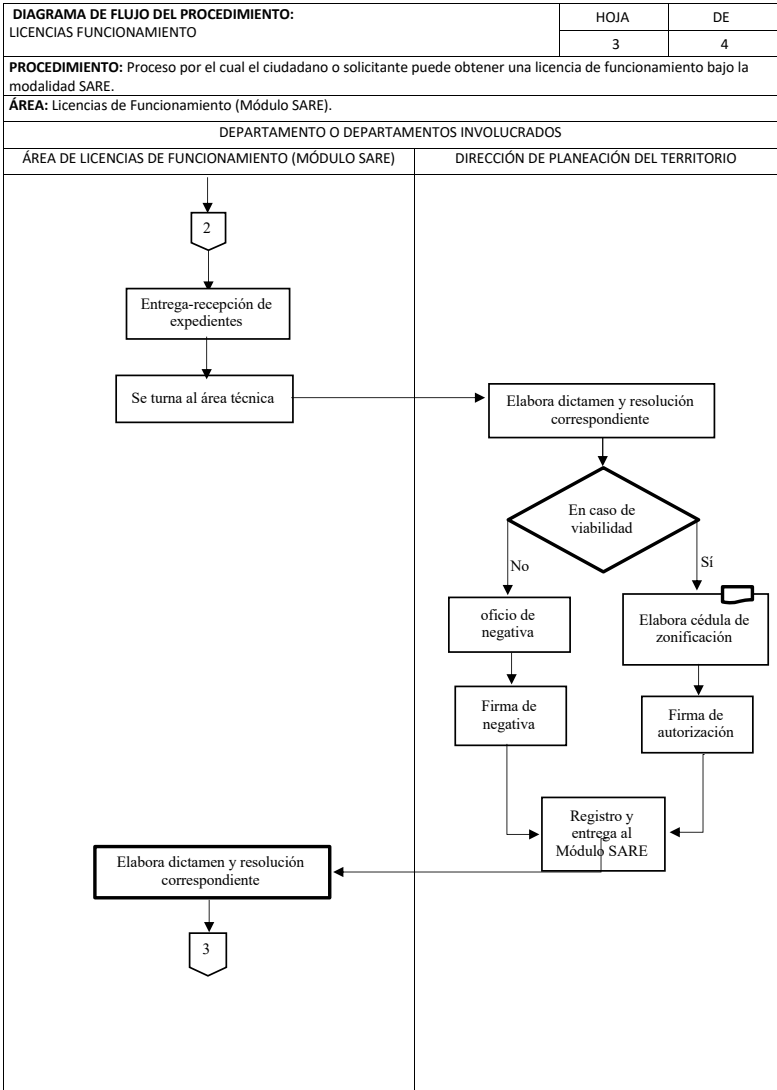 DIAGRAMA DE FLUJO DEL PROCEDIMIENTO:
LICENCIAS FUNCIONAMIENTO
HOJA
DE
3
4
PROCEDIMIENTO: Proceso por el cual el ciudadano o solicitante puede obtener una licencia de funcionamiento bajo la
modalidad SARE.
ÁREA: Licencias de Funcionamiento (Módulo SARE).
DEPARTAMENTO O DEPARTAMENTOS INVOLUCRADOS
ÁREA DE LICENCIAS DE FUNCIONAMIENTO (MÓDULO SARE)
DIRECCIÓN DE PLANEACIÓN DEL TERRITORIO
2
Entrega-recepción de
expedientes
Se turna al área técnica
Elabora dictamen y resolución
correspondiente
En caso de
viabilidad
No
Sí
oficio de
negativa
Elabora cédula de
zonificación
Firma de
negativa
Firma de
autorización
Registro y
entrega al
Módulo SARE
Elabora dictamen y resolución
correspondiente
3